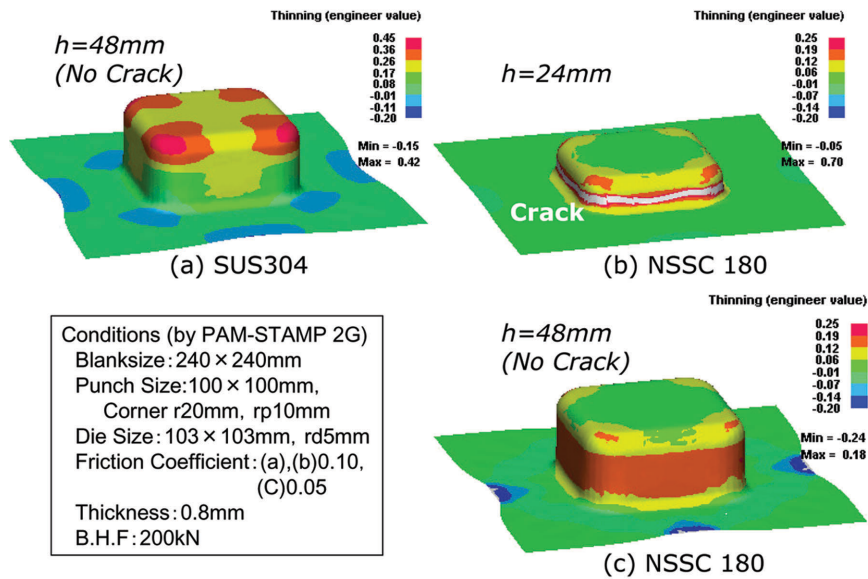 Thinning (engineer value)
h=48mm
(No Crack)
0.45
0.36
0.26
0.17
0.08
-0.01
-0.11
-0.20
Min = -0.15
Max = 0.42
(a) SUS304
Thinning (engineer value)
h=24mm
0.25
0.19
0.12
0.06
-0.01
-0.07
-0.14
-0.20
Min = -0.05
Max = 0.70
Crack
(b) NSSC 180
Conditions (by PAM-STAMP 2G)
Blanksize:240×240mm
Punch Size:100×100mm,
Corner r20mm, rp10mm
Die Size:103×103mm, rd5mm
Friction Coefficient:(a),(b)0.10,
(C)0.05
Thickness:0.8mm
B.H.F:200kN
Thinning (engineer value)
h=48mm
(No Crack)
0.25
0.19
0.12
0.06
-0.01
-0.07
-0.14
-0.20
Min = -0.24
Max = 0.18
(c) NSSC 180